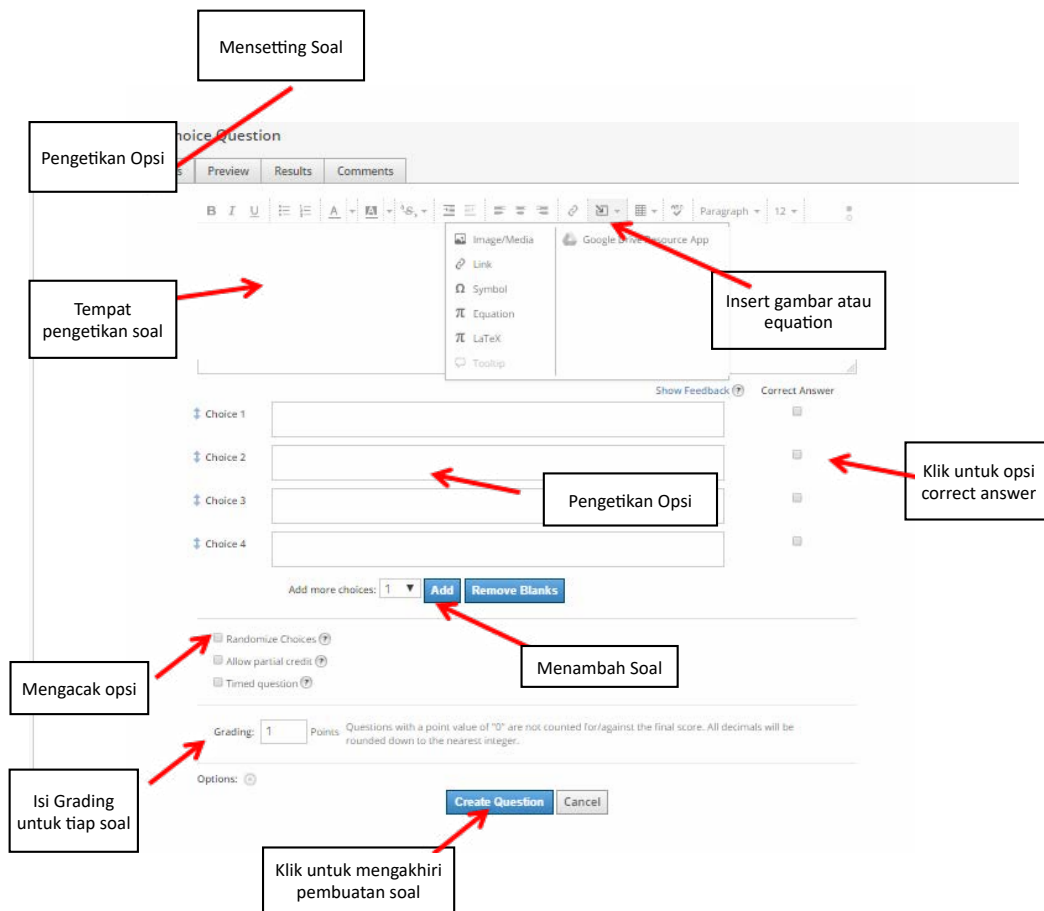 Mensetting Soal
hoice Question
Pengetikan Opsi
s Preview Results Comments
B I U A A Paragraph 12
Image/Media Google Drive Resource App
Link
Ω Symbol
π Equation
π LaTeX
Tooltip
Tempat
pengetikan soal
Insert gambar atau
equation
Show Feedback ? Correct Answer
Choice 1
Choice 2
Choice 3
Choice 4
Pengetikan Opsi
Klik untuk opsi
correct answer
Add more choices: 1 Add Remove Blanks
Randomize Choices ?
Allow partial credit ?
Timed question ?
Mengacak opsi
Menambah Soal
Grading: 1 Points Questions with a point value of "0" are not counted for/against the final score. All decimals will be
rounded down to the nearest integer.
Options:
Isi Grading
untuk tiap soal
Create Question Cancel
Klik untuk mengakhiri
pembuatan soal